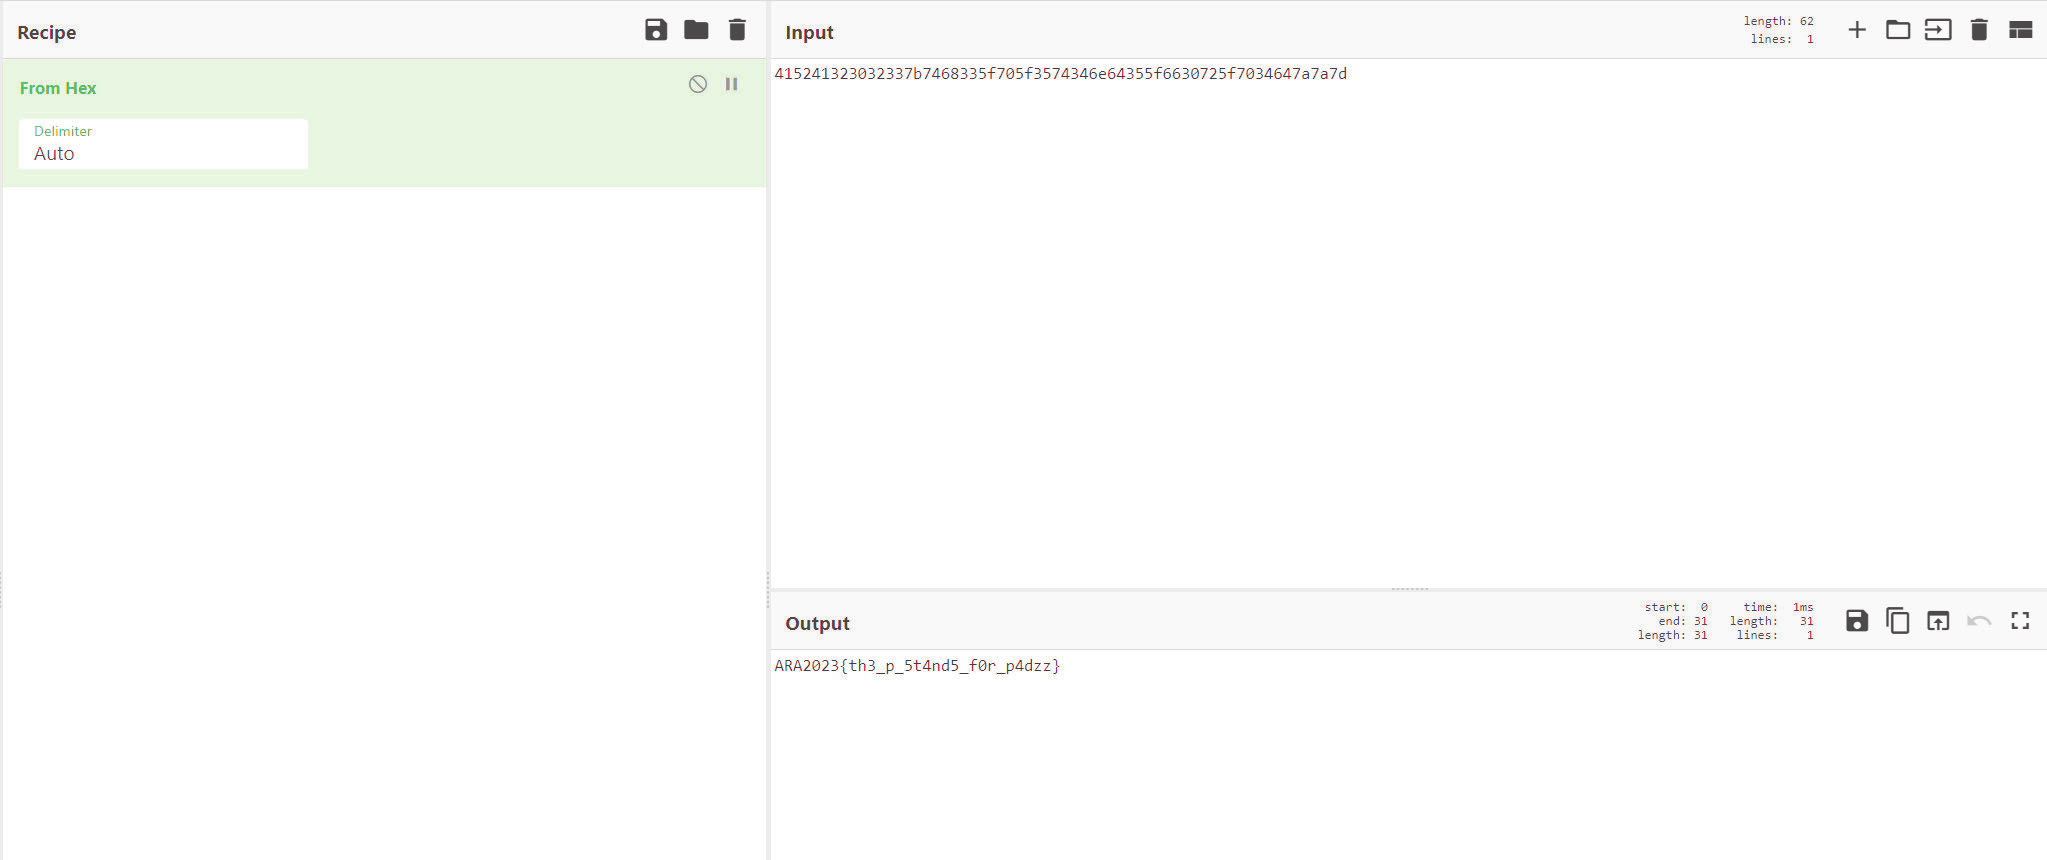 Recipe
From Hex
Delimiter
Auto
Input
length: 62
lines: 1
415241323032337b7468335f705f3574346e64355f6630725f7034647a7a7d
Output
start: 0 time: 1ms
end: 31 length: 31
length: 31 lines: 1
ARA2023{th3_p_5t4nd5_f0r_p4dzz}